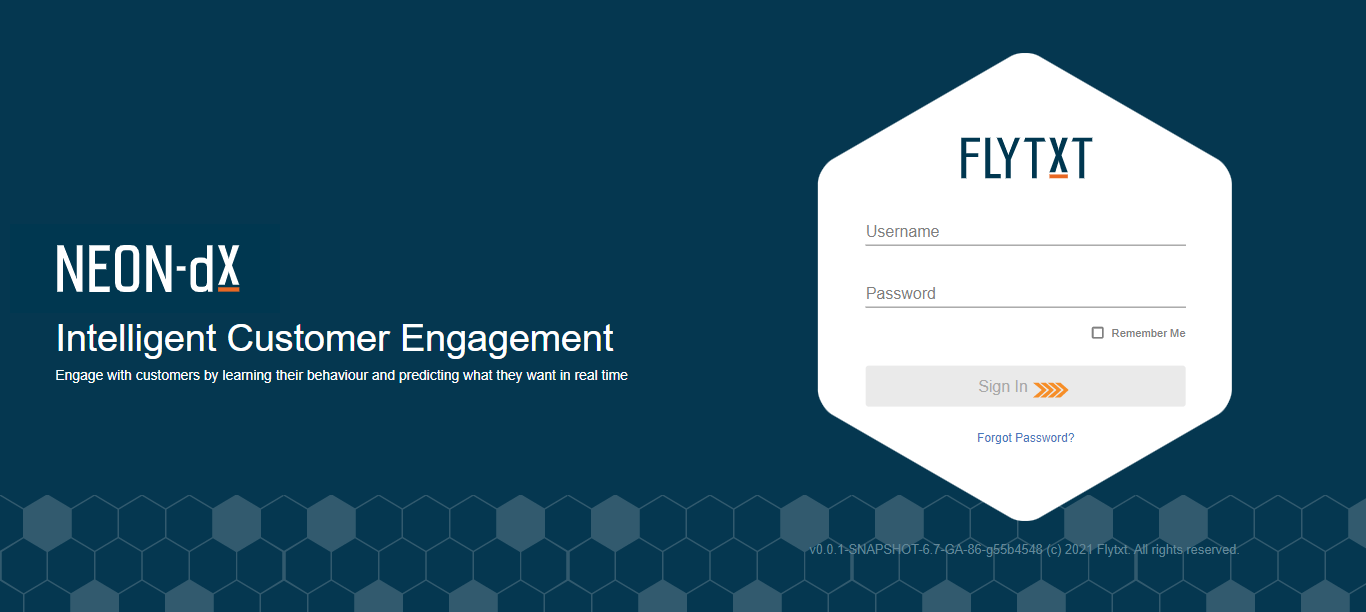 NEON-dX
Intelligent Customer Engagement
Engage with customers by learning their behaviour and predicting what they want in real time
FLYTXT
Username
Password
Remember Me
Sign In
Forgot Password?
v0.0.1-SNAPSHOT-6.7-GA-86-g55b4548 (c) 2021 Flytxt. All rights reserved.